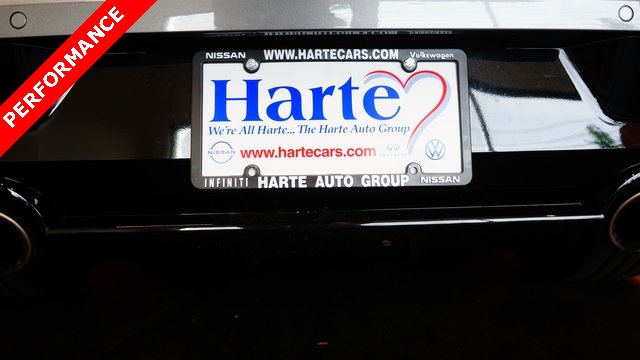 PERFORMANCE
NISSAN WWW.HARTECARS.COM Volkswagen
Harte
We're All Harte... The Harte Auto Group
NISSAN www.hartecars.com INFINITI
INFINITI HARTE AUTO GROUP NISSAN